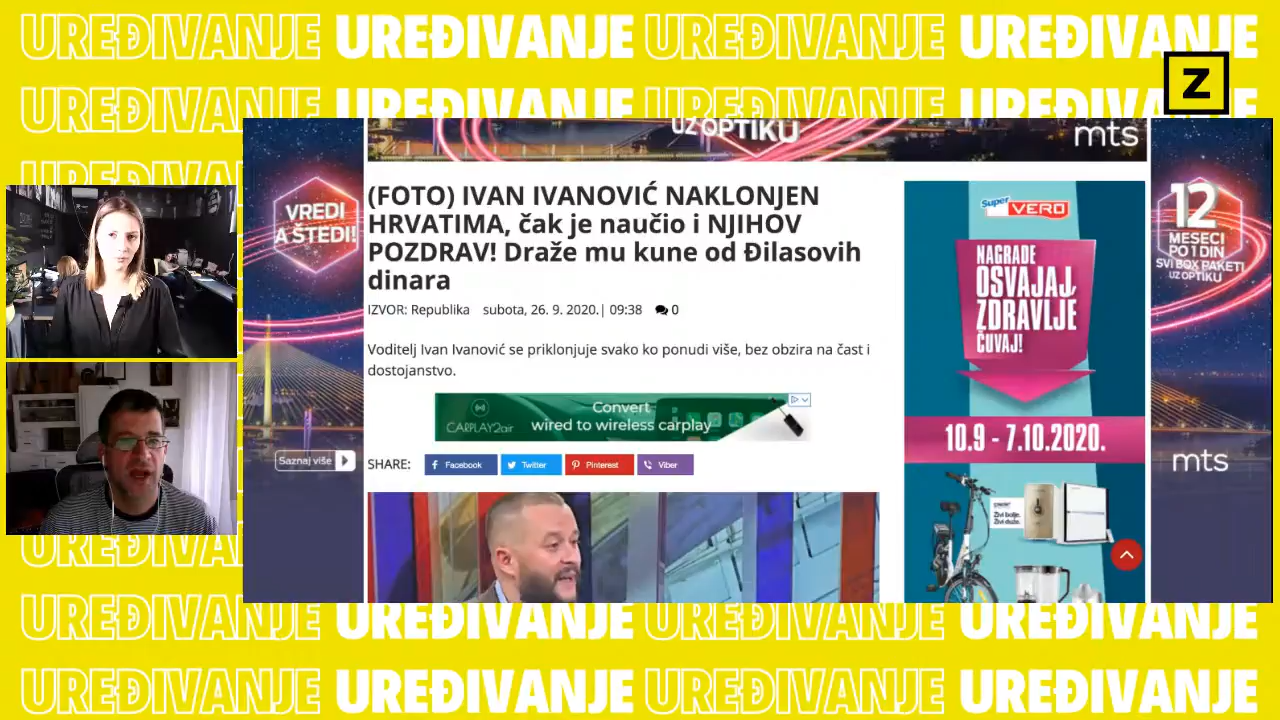 UREĐIVANJE UREĐIVANJE UREĐIVANJE UREĐIVANJE
Z
UREĐIVANJE UREĐIVANJE UREĐIVANJE UREĐIVANJE
UZ OPTIKU
mts
VREDI
A ŠTEDI!
Saznaj više
(FOTO) IVAN IVANOVIĆ NAKLONJEN
HRVATIMA, čak je naučio i NJIHOV
POZDRAV! Draže mu kune od Đilasovih
dinara
IZVOR: Republika subota, 26. 9. 2020.| 09:38 0
Voditelj Ivan Ivanović se priklonjuje svako ko ponudi više, bez obzira na čast i
dostojanstvo.
CARPLAY2air
Convert
wired to wireless carplay
SHARE: Facebook Twitter Pinterest Viber
Super VERO
NAGRADE
OSVAJAJ,
ZDRAVLJE
ČUVAJ!
10.9 - 7.10.2020.
Živi bolje.
Živi duže.
12
MESECI
PO 1 DIN
SVI BOX PAKETI
UZ OPTIKU
mts
UREĐIVANJE
UREĐIVANJE UREĐIVANJE UREĐIVANJE UREĐIVANJE
UREĐIVANJE UREĐIVANJE UREĐIVANJE UREĐIVANJE